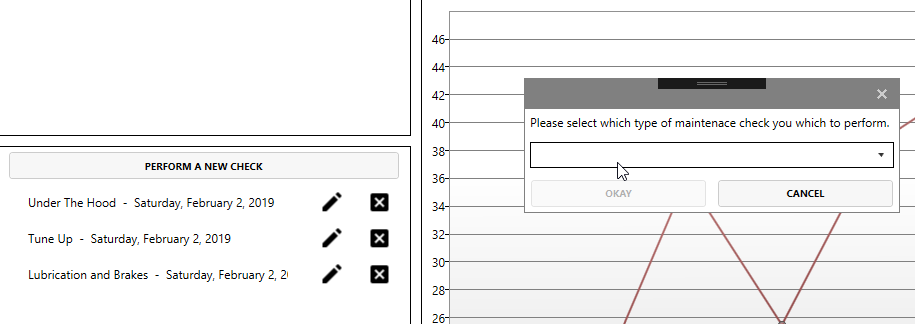 PERFORM A NEW CHECK
Under The Hood - Saturday, February 2, 2019
Tune Up - Saturday, February 2, 2019
Lubrication and Brakes - Saturday, February 2, 2
46
44
42
40
38
36
34
32
30
28
26
Please select which type of maintenace check you which to perform.
OKAY
CANCEL